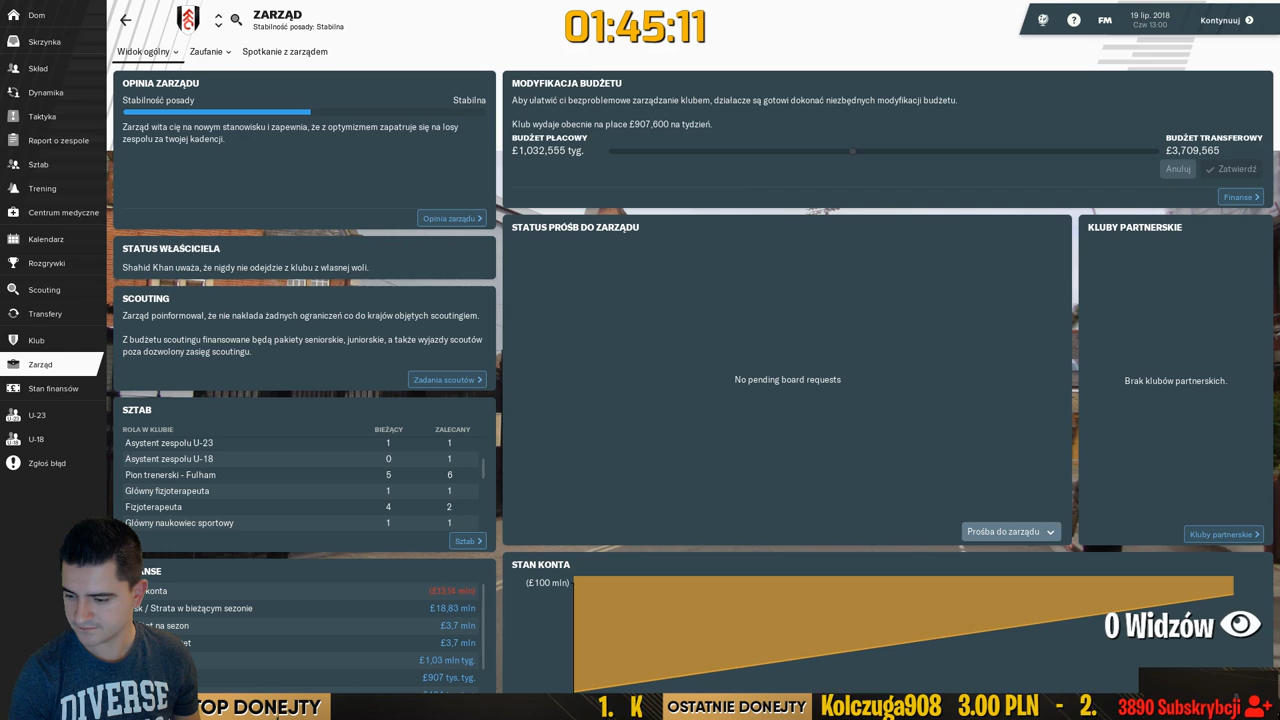 Dom
Skrzynka
Skład
Dynamika
Taktyka
Raport o zespole
Sztab
Trening
Centrum medyczne
Kalendarz
Rozgrywki
Scouting
Transfery
Klub
Zarząd
Stan finansów
U-23
U-18
Zgłoś błąd
ZARZĄD
Stabilność posady: Stabilna
01:45:11
?
FM
19 lip. 2018
Czw 13:00
Kontynuuj
Widok ogólny
Zaufanie
Spotkanie z zarządem
OPINIA ZARZĄDU
Stabilność posady Stabilna
Zarząd wita cię na nowym stanowisku i zapewnia, że z optymizmem zapatruje się na losy
zespołu za twojej kadencji.
Opinia zarządu
STATUS WŁAŚCICIELA
Shahid Khan uważa, że nigdy nie odejdzie z klubu z własnej woli.
SCOUTING
Zarząd poinformował, że nie nakłada żadnych ograniczeń co do krajów objętych scoutingiem.
Z budżetu scoutingu finansowane będą pakiety seniorskie, juniorskie, a także wyjazdy scoutów
poza dozwolony zasięg scoutingu.
Zadania scoutów
SZTAB
ROLA W KLUBIE BIEŻĄCY ZALECANY
Asystent zespołu U-23 1 1
Asystent zespołu U-18 0 1
Pion trenerski - Fulham 5 6
Główny fizjoterapeuta 1 1
Fizjoterapeuta 4 2
Główny naukowiec sportowy 1 1
Sztab
ANSE
konta (£13,14 mln)
sk / Strata w bieżącym sezonie £18,83 mln
et na sezon £3,7 mln
et £3,7 mln
£1,03 mln tyg.
£907 tys. tyg.
MODYFIKACJA BUDŻETU
Aby ułatwić ci bezproblemowe zarządzanie klubem, działacze są gotowi dokonać niezbędnych modyfikacji budżetu.
Klub wydaje obecnie na płace £907,600 na tydzień.
BUDŻET PŁACOWY BUDŻET TRANSFEROWY
£1,032,555 tyg. £3,709,565
Anuluj Zatwierdź
Finanse
STATUS PRÓŚB DO ZARZĄDU
No pending board requests
Prośba do zarządu
KLUBY PARTNERSKIE
Brak klubów partnerskich.
Kluby partnerskie
STAN KONTA
(£100 mln)
0 Widzów
DIVERSE
TOP DONEJTY
1. K
OSTATNIE DONEJTY
Kolczuga908 3.00 PLN - 2.
3890 Subskrybcji